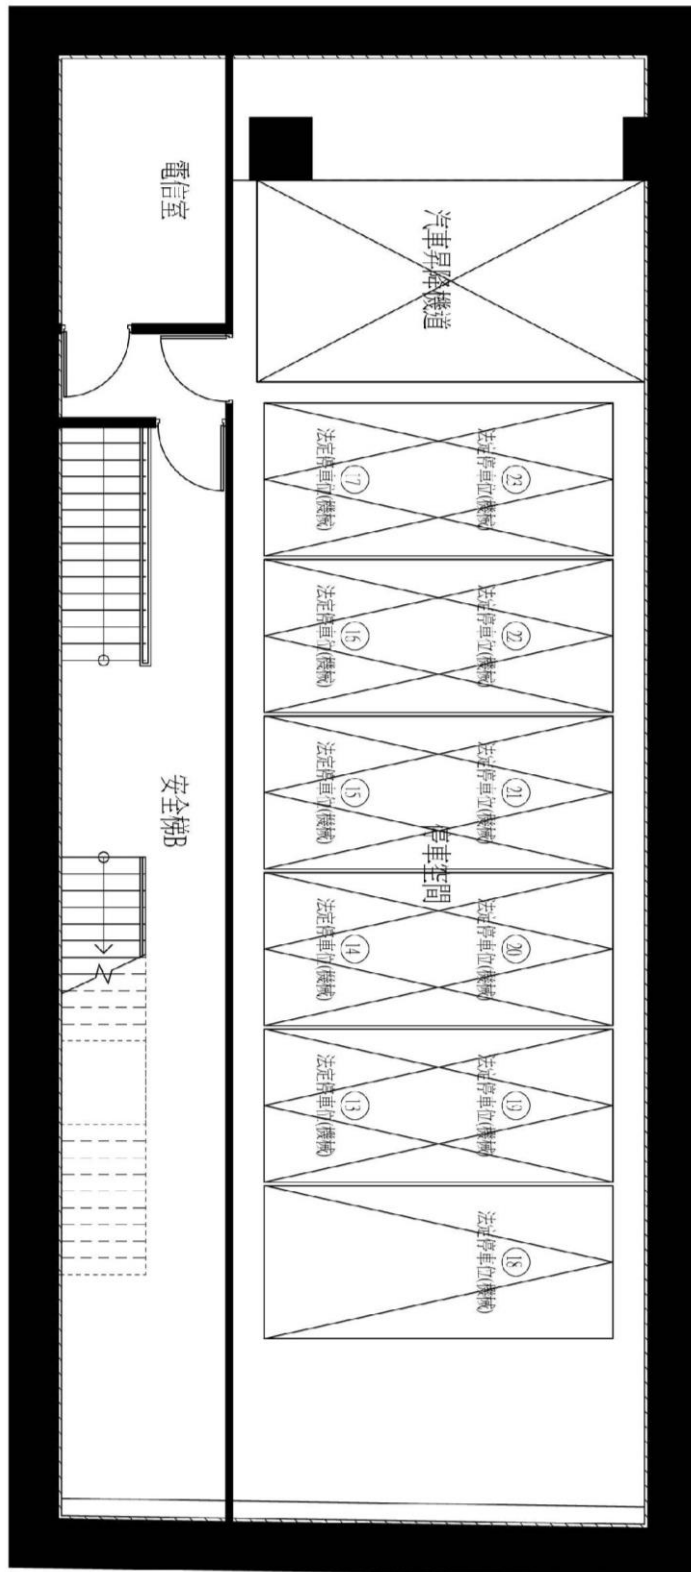 電信室
汽車昇降機道
法定停車位(機械)
17
法定停車位(機械)
23
法定停車位(機械)
16
法定停車位(機械)
22
法定停車位(機械)
15
法定停車位(機械)
21
安全梯B
停車空間
法定停車位(機械)
14
法定停車位(機械)
20
法定停車位(機械)
13
法定停車位(機械)
19
法定停車位(機械)
18